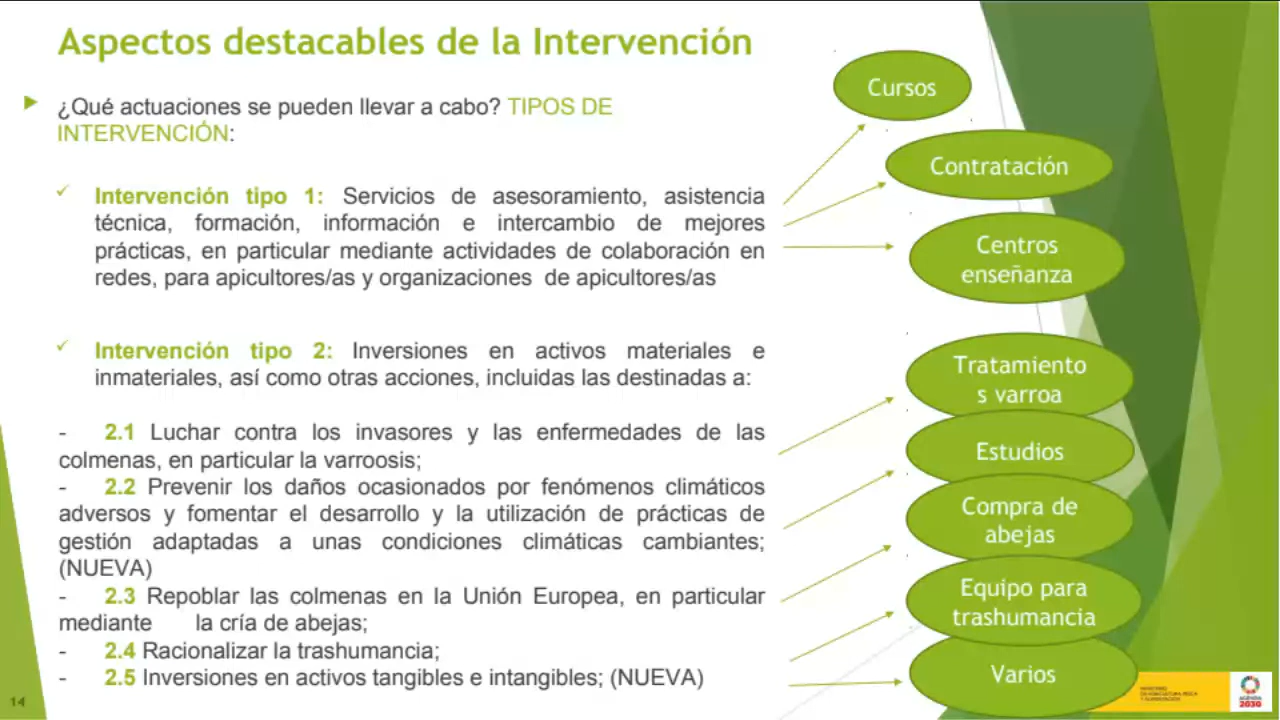 Aspectos destacables de la Intervención
¿Qué actuaciones se pueden llevar a cabo? TIPOS DE
INTERVENCIÓN:
Intervención tipo 1: Servicios de asesoramiento, asistencia
técnica, formación, información e intercambio de mejores
prácticas, en particular mediante actividades de colaboración en
redes, para apicultores/as y organizaciones de apicultores/as
Cursos
Contratación
Centros
enseñanza
Intervención tipo 2: Inversiones en activos materiales e
inmateriales, así como otras acciones, incluidas las destinadas a:
- 2.1 Luchar contra los invasores y las enfermedades de las
colmenas, en particular la varroosis;
- 2.2 Prevenir los daños ocasionados por fenómenos climáticos
adversos y fomentar el desarrollo y la utilización de prácticas de
gestión adaptadas a unas condiciones climáticas cambiantes;
(NUEVA)
- 2.3 Repoblar las colmenas en la Unión Europea, en particular
mediante la cría de abejas;
- 2.4 Racionalizar la trashumancia;
- 2.5 Inversiones en activos tangibles e intangibles; (NUEVA)
Tratamiento
s varroa
Estudios
Compra de
abejas
Equipo para
trashumancia
Varios
14
AGENDA
2030